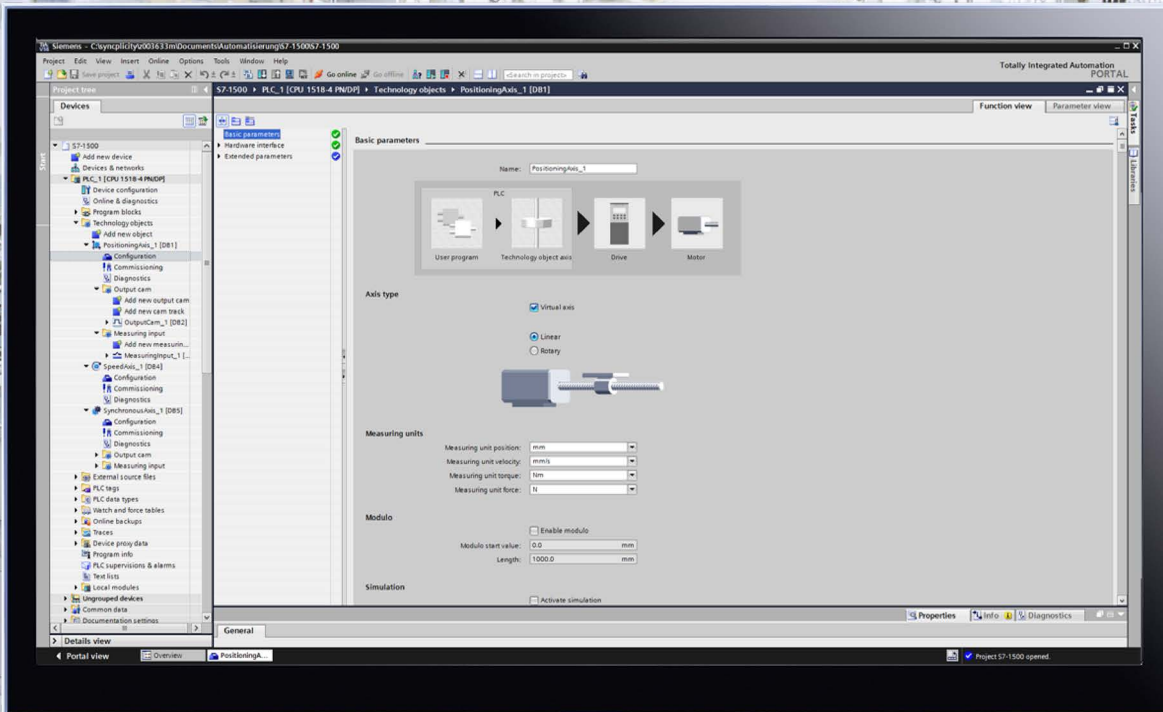 Siemens - C:\syncplicity\z003633m\Documents\Automatisierung\S7-1500\S7-1500
Project Edit View Insert Online Options Tools Window Help
Totally Integrated Automation
PORTAL
Save project
Go online
Go offline
<Search in project>
Project tree
S7-1500 PLC_1 [CPU 1518-4 PN/DP] Technology objects PositioningAxis_1 [DB1]
Devices
Function view
Parameter view
Start
Tasks
Libraries
S7-1500
Add new device
Devices & networks
PLC_1 [CPU 1518-4 PN/DP]
Device configuration
Online & diagnostics
Program blocks
Technology objects
Add new object
PositioningAxis_1 [DB1]
Configuration
Commissioning
Diagnostics
Output cam
Add new output cam
Add new cam track
OutputCam_1 [DB2]
Measuring input
Add new measurin...
MeasuringInput_1 [...
SpeedAxis_1 [DB4]
Configuration
Commissioning
Diagnostics
SynchronousAxis_1 [DB5]
Configuration
Commissioning
Diagnostics
Output cam
Measuring input
External source files
PLC tags
PLC data types
Watch and force tables
Online backups
Traces
Device proxy data
Program info
PLC supervisions & alarms
Text lists
Local modules
Ungrouped devices
Common data
Documentation settings
Details view
Basic parameters
Hardware interface
Extended parameters
Basic parameters
Name: PositioningAxis_1
PLC
User program
Technology object axis
Drive
Motor
Axis type
Virtual axis
Linear
Rotary
Measuring units
Measuring unit position: mm
Measuring unit velocity: mm/s
Measuring unit torque: Nm
Measuring unit force: N
Modulo
Enable modulo
Modulo start value: 0.0 mm
Length: 1000.0 mm
Simulation
Activate simulation
Properties
Info
Diagnostics
General
Portal view
Overview
PositioningA...
Project S7-1500 opened.